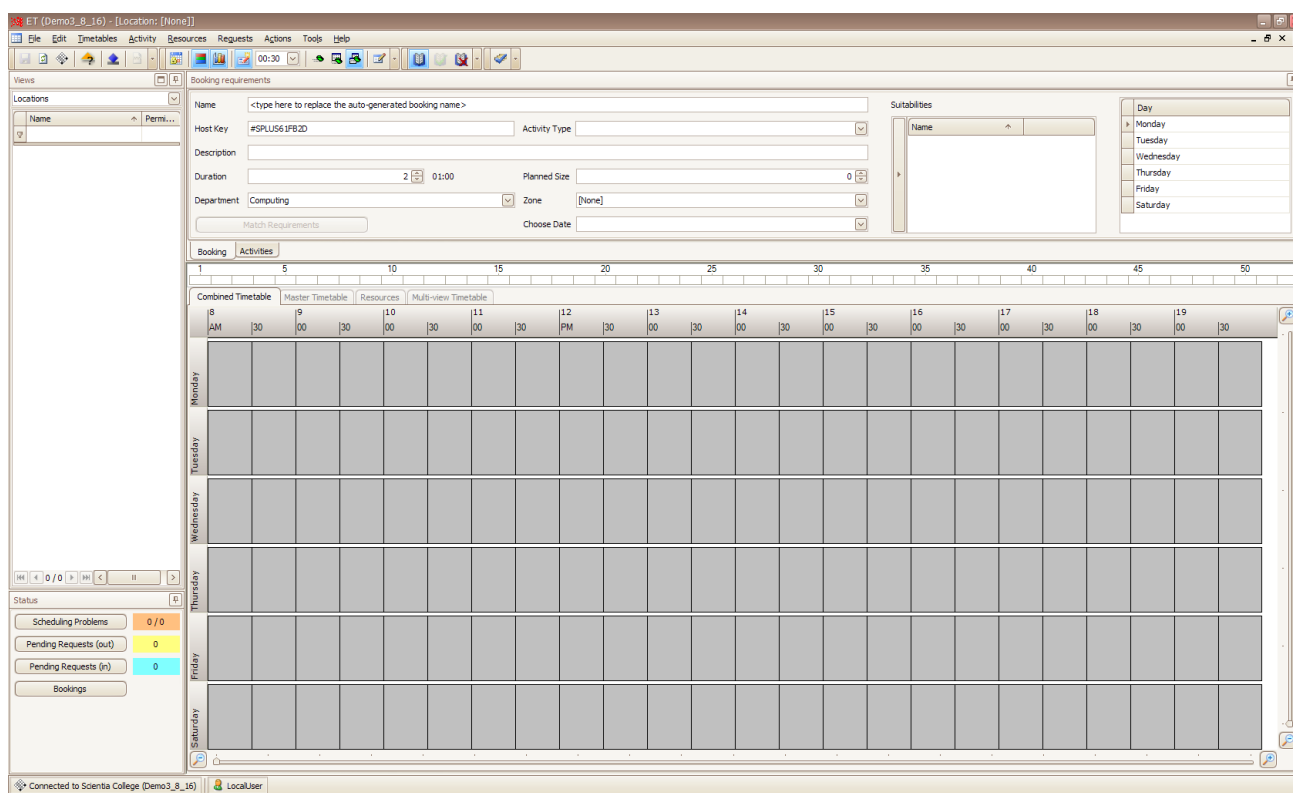 ET (Demo3_8_16) - [Location: [None]]
File Edit Timetables Activity Resources Requests Actions Tools Help
00:30
Views
Booking requirements
Locations
Name Permi...
Name <type here to replace the auto-generated booking name>
Host Key #SPLUS61FB2D Activity Type
Description
Duration 2 01:00 Planned Size 0
Department Computing Zone [None]
Match Requirements Choose Date
Suitablities
Name
Day
Monday
Tuesday
Wednesday
Thursday
Friday
Saturday
Booking Activities
1 5 10 15 20 25 30 35 40 45 50
Combined Timetable Master Timetable Resources Multi-view Timetable
8 9 10 11 12 13 14 15 16 17 18 19
AM 30 00 30 00 30 00 30 PM 30 00 30 00 30 00 30 00 30 00 30 00 30 00 30
Monday
Tuesday
Wednesday
Thursday
Friday
Saturday
0 / 0
Status
Scheduling Problems 0 / 0
Pending Requests (out) 0
Pending Requests (in) 0
Bookings
Connected to Scientia College (Demo3_8_16) LocalUser